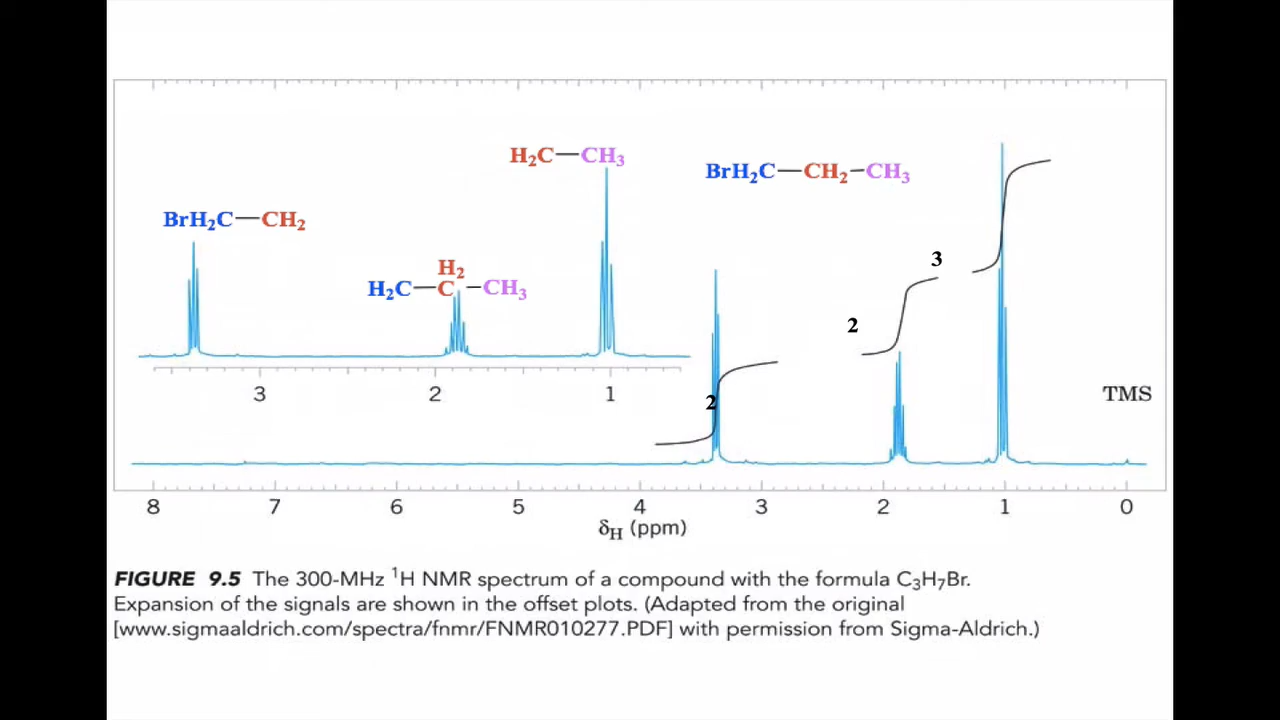 H₂C—CH₃
BrH₂C—CH₂—CH₃
BrH₂C—CH₂
H₂
H₂C—C—CH₃
3
2
2
3 2 1
TMS
8 7 6 5 4 3 2 1 0
δH (ppm)
FIGURE 9.5 The 300-MHz ¹H NMR spectrum of a compound with the formula C₃H₇Br.
Expansion of the signals are shown in the offset plots. (Adapted from the original
[www.sigmaaldrich.com/spectra/fnmr/FNMR010277.PDF] with permission from Sigma-Aldrich.)